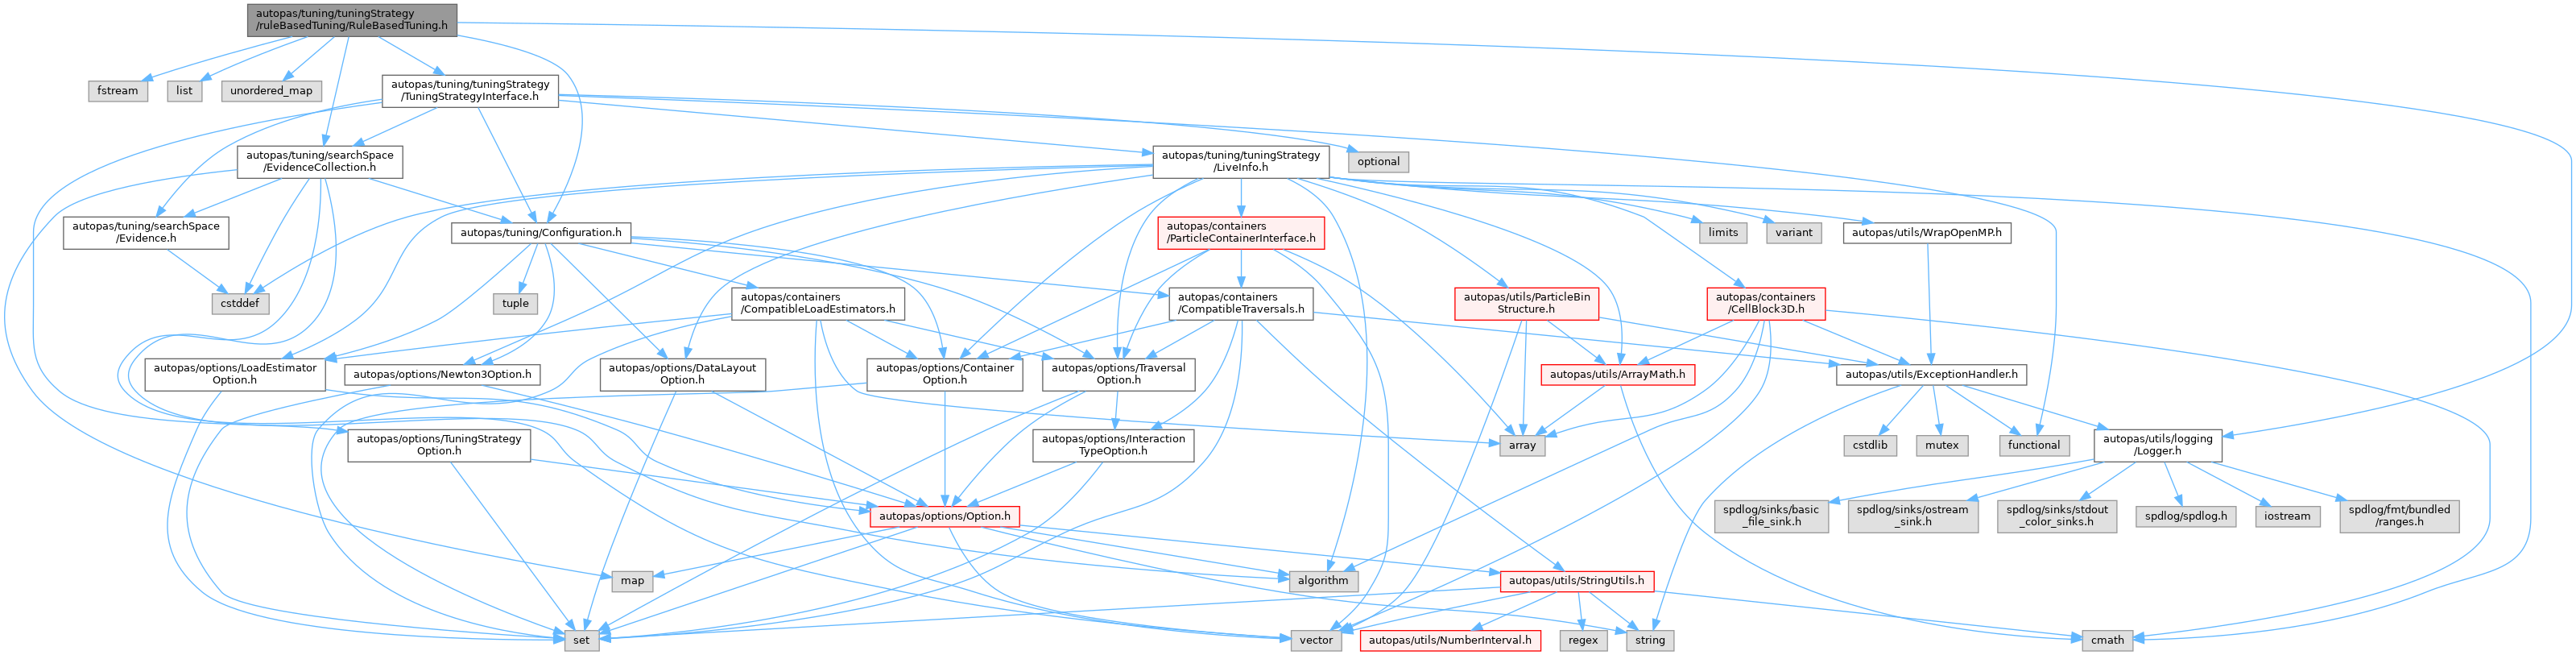 autopas/tuning/tuningStrategy
/ruleBasedTuning/RuleBasedTuning.h
fstream
list
unordered_map
autopas/tuning/tuningStrategy
/TuningStrategyInterface.h
autopas/tuning/searchSpace
/EvidenceCollection.h
autopas/tuning/tuningStrategy
/LiveInfo.h
optional
autopas/tuning/searchSpace
/Evidence.h
autopas/tuning/Configuration.h
autopas/containers
/ParticleContainerInterface.h
limits
variant
autopas/utils/WrapOpenMP.h
cstddef
tuple
autopas/containers
/CompatibleLoadEstimators.h
autopas/containers
/CompatibleTraversals.h
autopas/utils/ParticleBin
Structure.h
autopas/containers
/CellBlock3D.h
autopas/options/LoadEstimator
Option.h
autopas/options/Newton3Option.h
autopas/options/DataLayout
Option.h
autopas/options/Container
Option.h
autopas/options/Traversal
Option.h
autopas/utils/ArrayMath.h
autopas/utils/ExceptionHandler.h
autopas/options/TuningStrategy
Option.h
autopas/options/Interaction
TypeOption.h
array
cstdlib
mutex
functional
autopas/utils/logging
/Logger.h
autopas/options/Option.h
spdlog/sinks/basic
_file_sink.h
spdlog/sinks/ostream
_sink.h
spdlog/sinks/stdout
_color_sinks.h
spdlog/spdlog.h
iostream
spdlog/fmt/bundled
/ranges.h
map
algorithm
autopas/utils/StringUtils.h
set
vector
autopas/utils/NumberInterval.h
regex
string
cmath